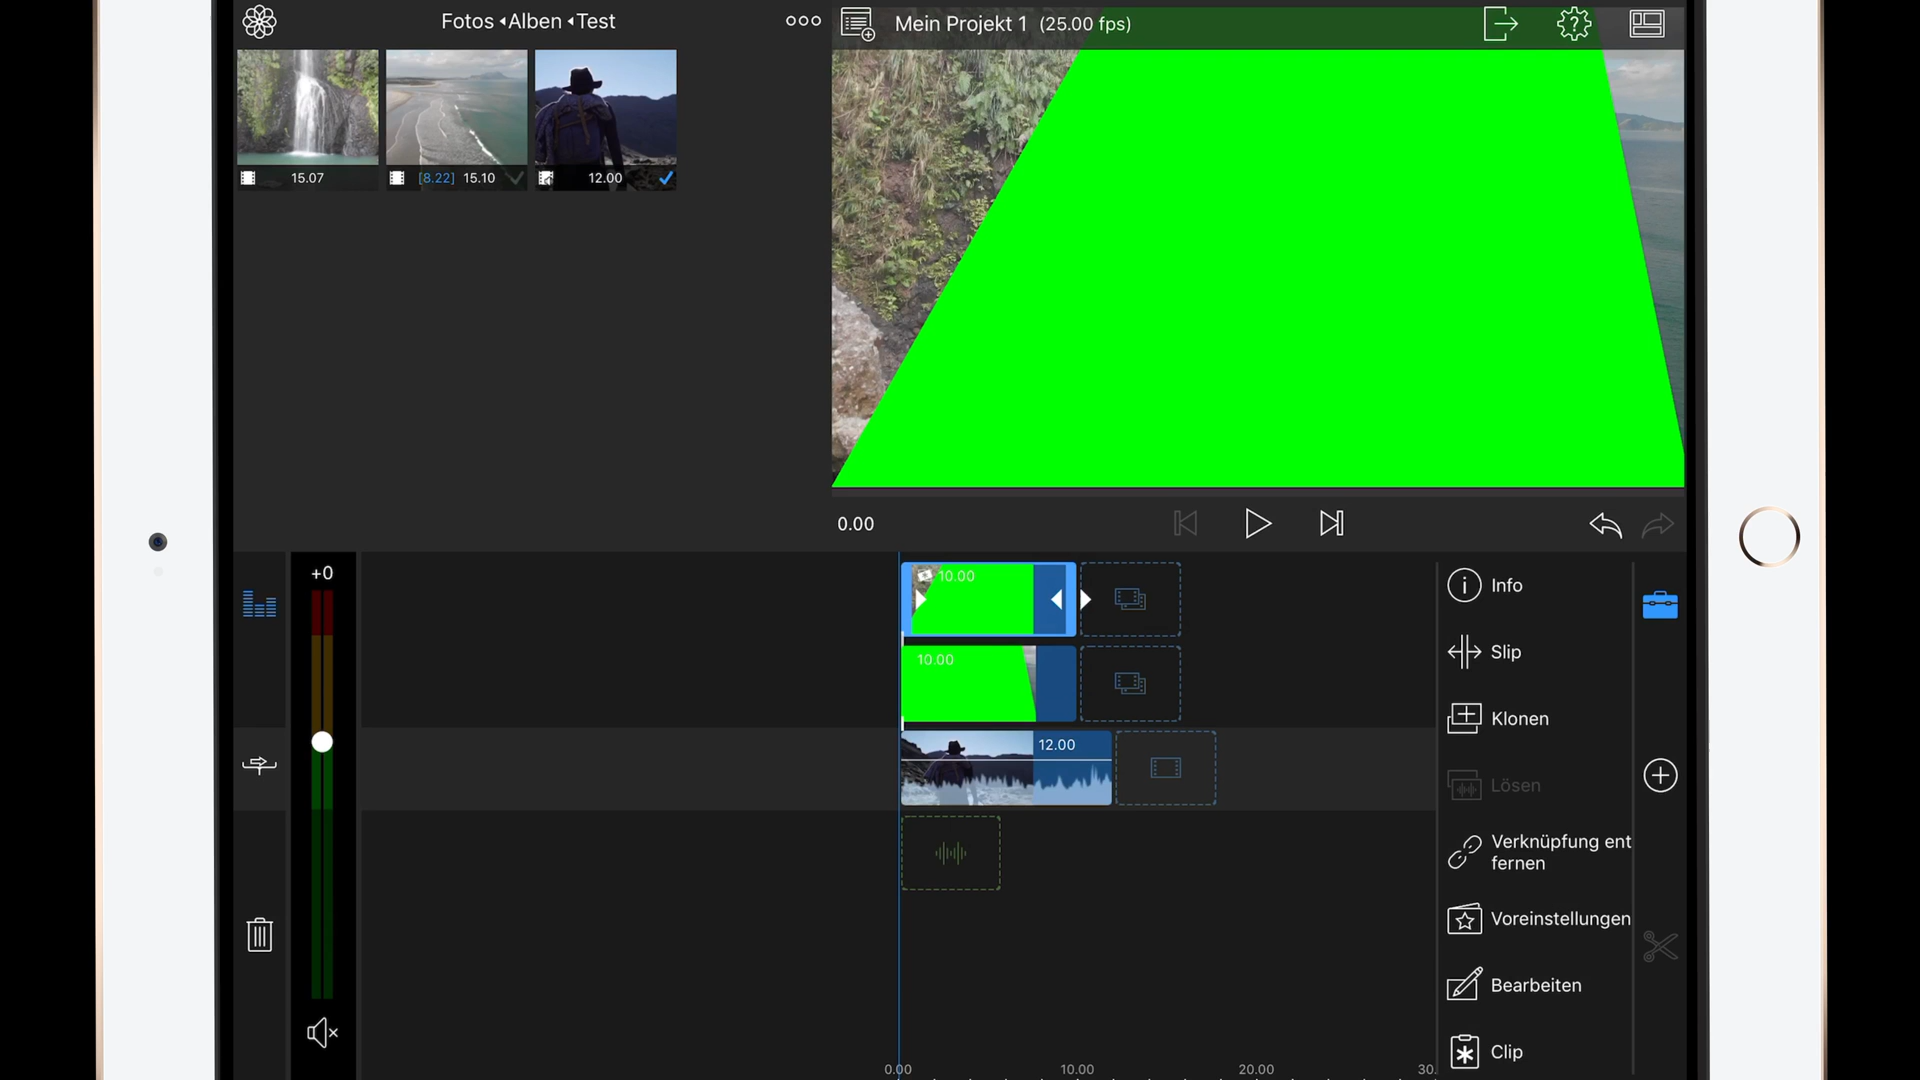 Fotos ◂Alben ◂Test
Mein Projekt 1 (25.00 fps)
15.07
[8.22] 15.10
12.00
0.00
+0
10.00
10.00
12.00
Info
Slip
Klonen
Lösen
Verknüpfung ent
fernen
Voreinstellungen
Bearbeiten
Clip
0.00
10.00
20.00
30.